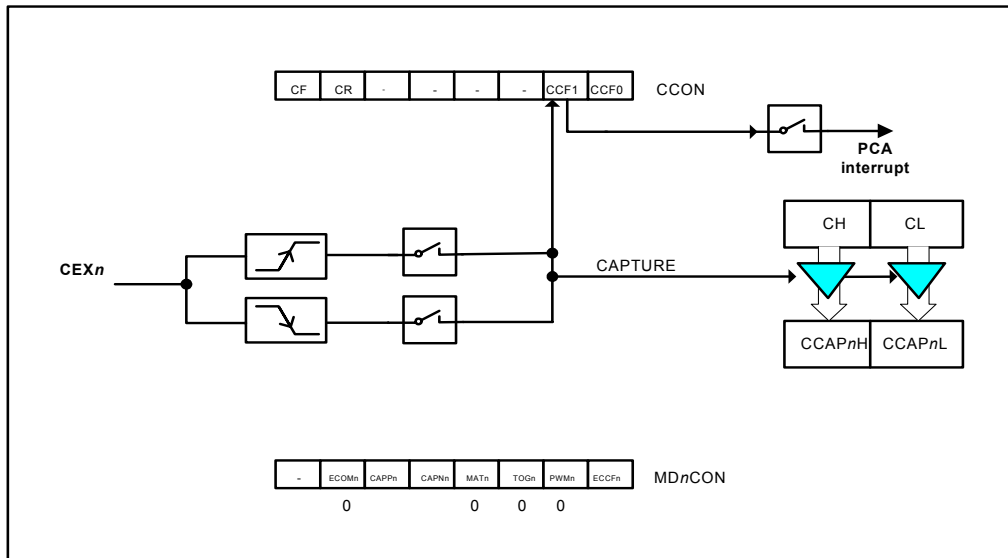 CF CR - - - - CCF1 CCF0 CCON
PCA
interrupt
CH CL
CEXn
CAPTURE
CCAPnH CCAPnL
- ECOMn CAPPn CAPNn MATn TOGn PWMn ECCFn MDnCON
0 0 0 0